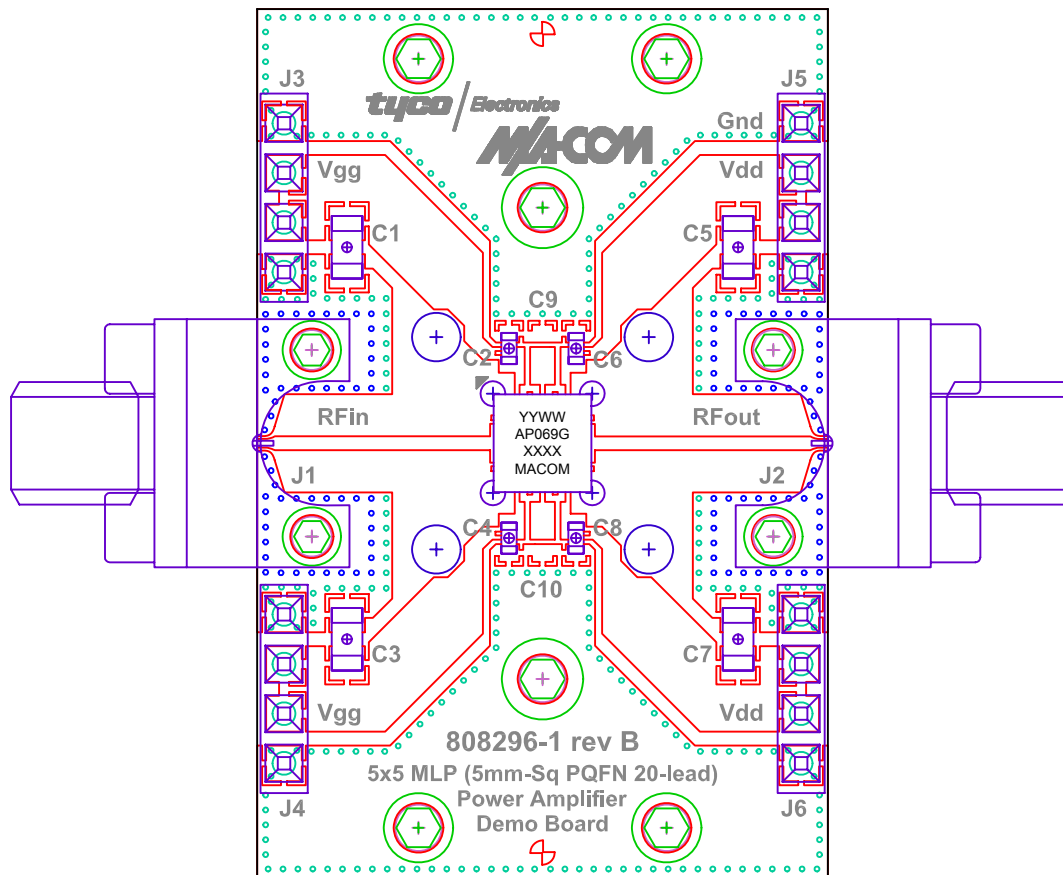 J3
J5
tyco / Electronics
M/A-COM
Gnd
Vgg
Vdd
C1
C5
C9
C2
C6
RFin
RFout
YYWW
AP069G
XXXX
MACOM
J1
J2
C4
C8
C10
C3
C7
Vgg
Vdd
808296-1 rev B
5x5 MLP (5mm-Sq PQFN 20-lead)
Power Amplifier
Demo Board
J4
J6